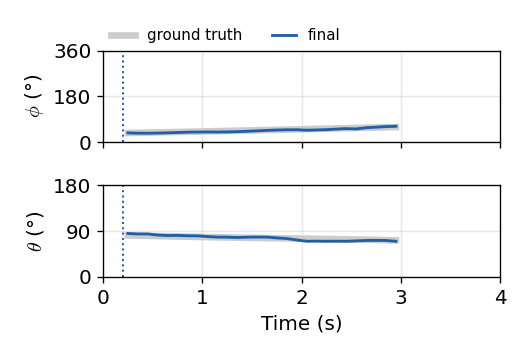 ground truth final
360
180
0
ϕ (°)
180
90
0
θ (°)
0 1 2 3 4
Time (s)